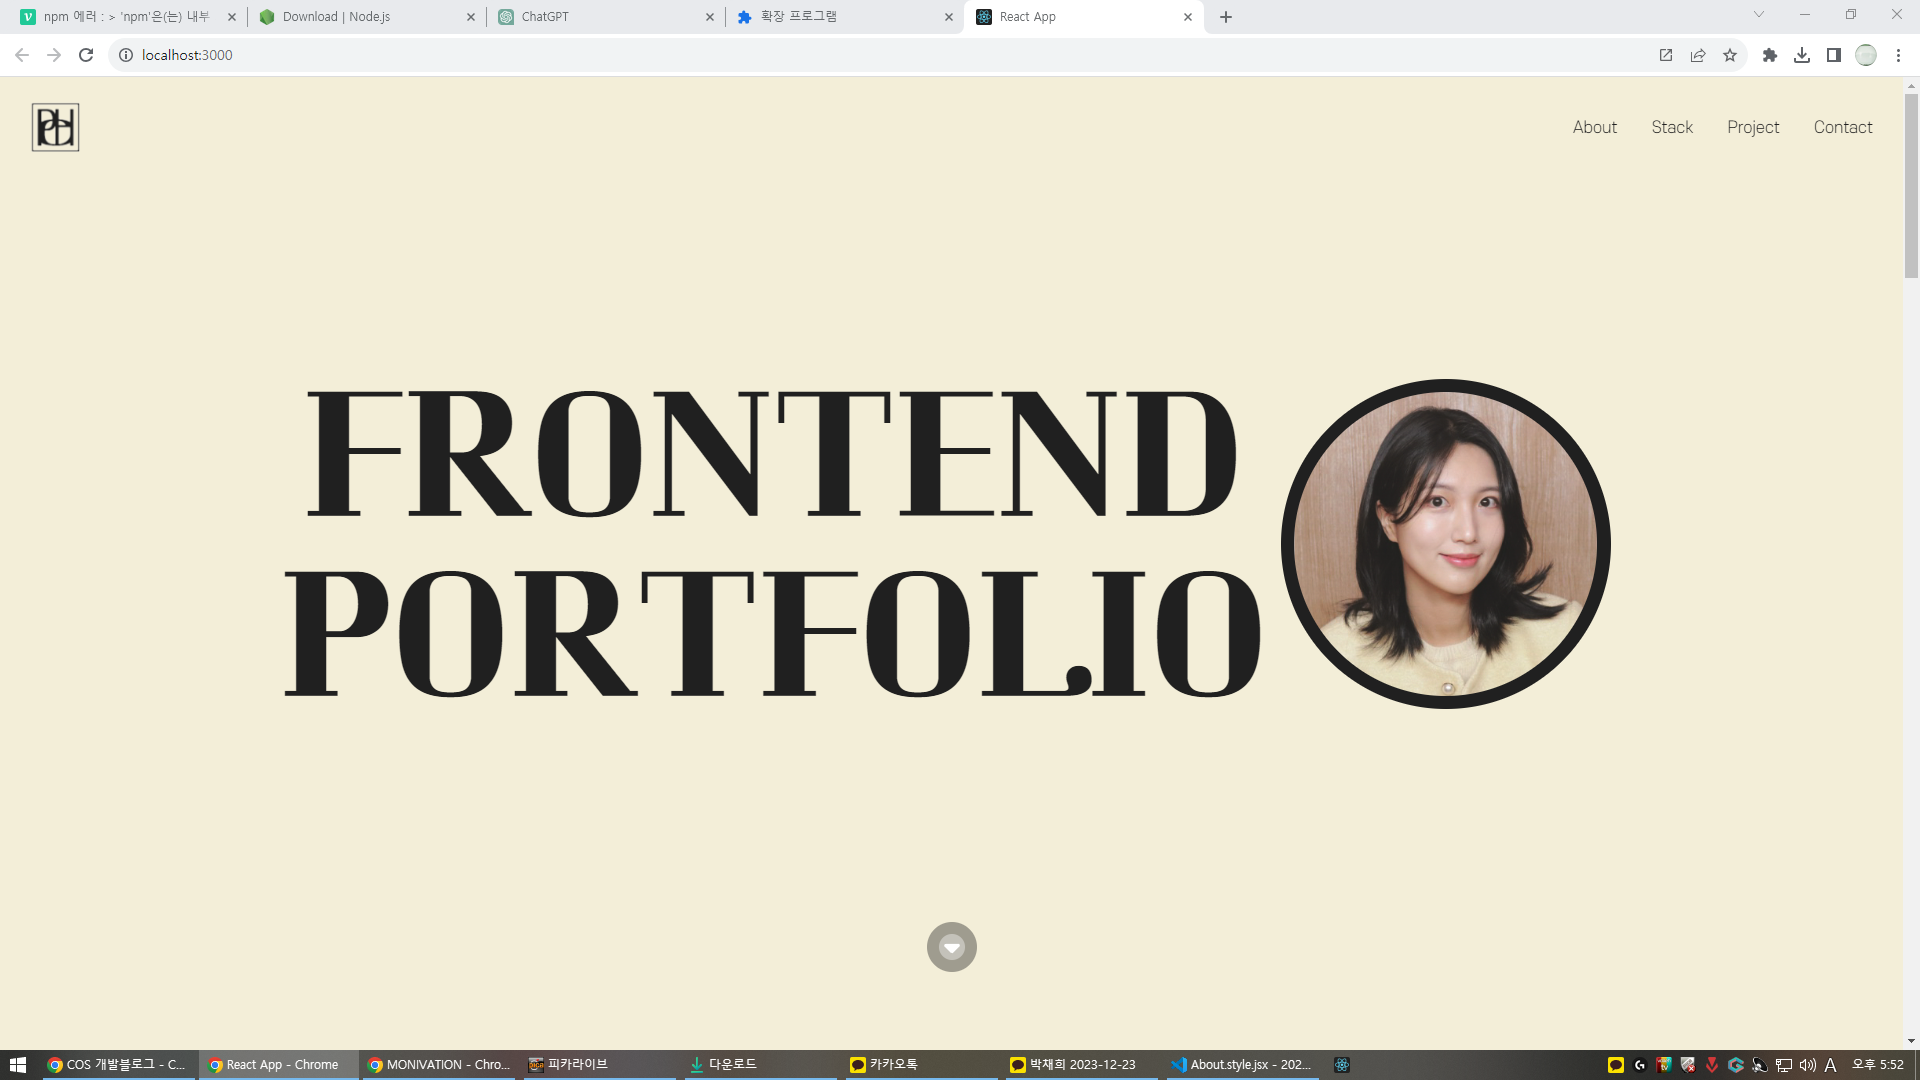 npm 에러 : > 'npm'은(는) 내부
Download | Node.js
ChatGPT
확장 프로그램
React App
localhost:3000
PCH
About
Stack
Project
Contact
FRONTEND
PORTFOLIO
COS 개발블로그 - C...
React App - Chrome
MONIVATION - Chro...
피카라이브
다운로드
카카오톡
박채희 2023-12-23
About.style.jsx - 202...
A
오후 5:52